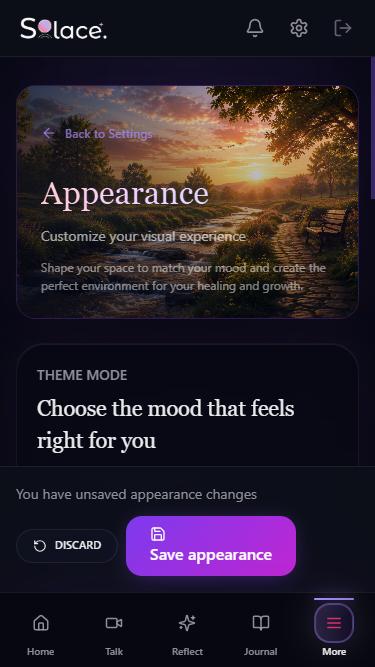 Solace.
Back to Settings
Appearance
Customize your visual experience
Shape your space to match your mood and create the
perfect environment for your healing and growth.
THEME MODE
Choose the mood that feels
right for you
You have unsaved appearance changes
DISCARD
Save appearance
Home
Talk
Reflect
Journal
More